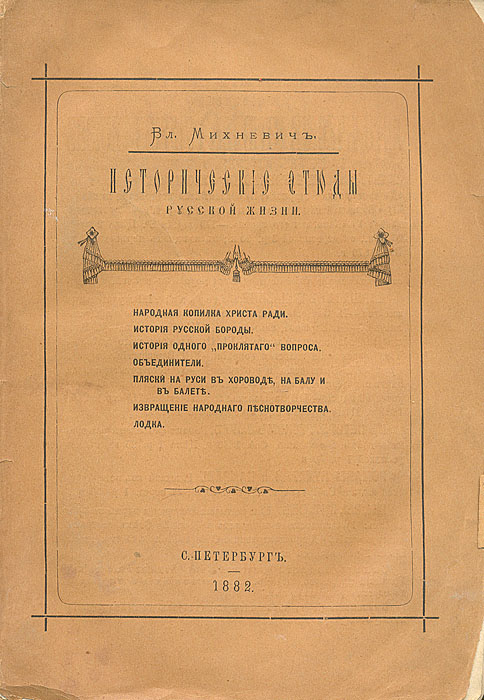 Вл. Михневичъ.
Историческіе этюды
русской жизни.
НАРОДНАЯ КОПИЛКА ХРИСТА РАДИ.
ИСТОРІЯ РУССКОЙ БОРОДЫ.
ИСТОРІЯ ОДНОГО „ПРОКЛЯТАГО“ ВОПРОСА.
ОБЪЕДИНИТЕЛИ.
ПЛЯСКИ НА РУСИ ВЪ ХОРОВОДѢ, НА БАЛУ И
ВЪ БАЛЕТѢ.
ИЗВРАЩЕНІЕ НАРОДНАГО ПѢСНОТВОРЧЕСТВА.
ЛОДКА.
С. ПЕТЕРБУРГЪ.
1882.